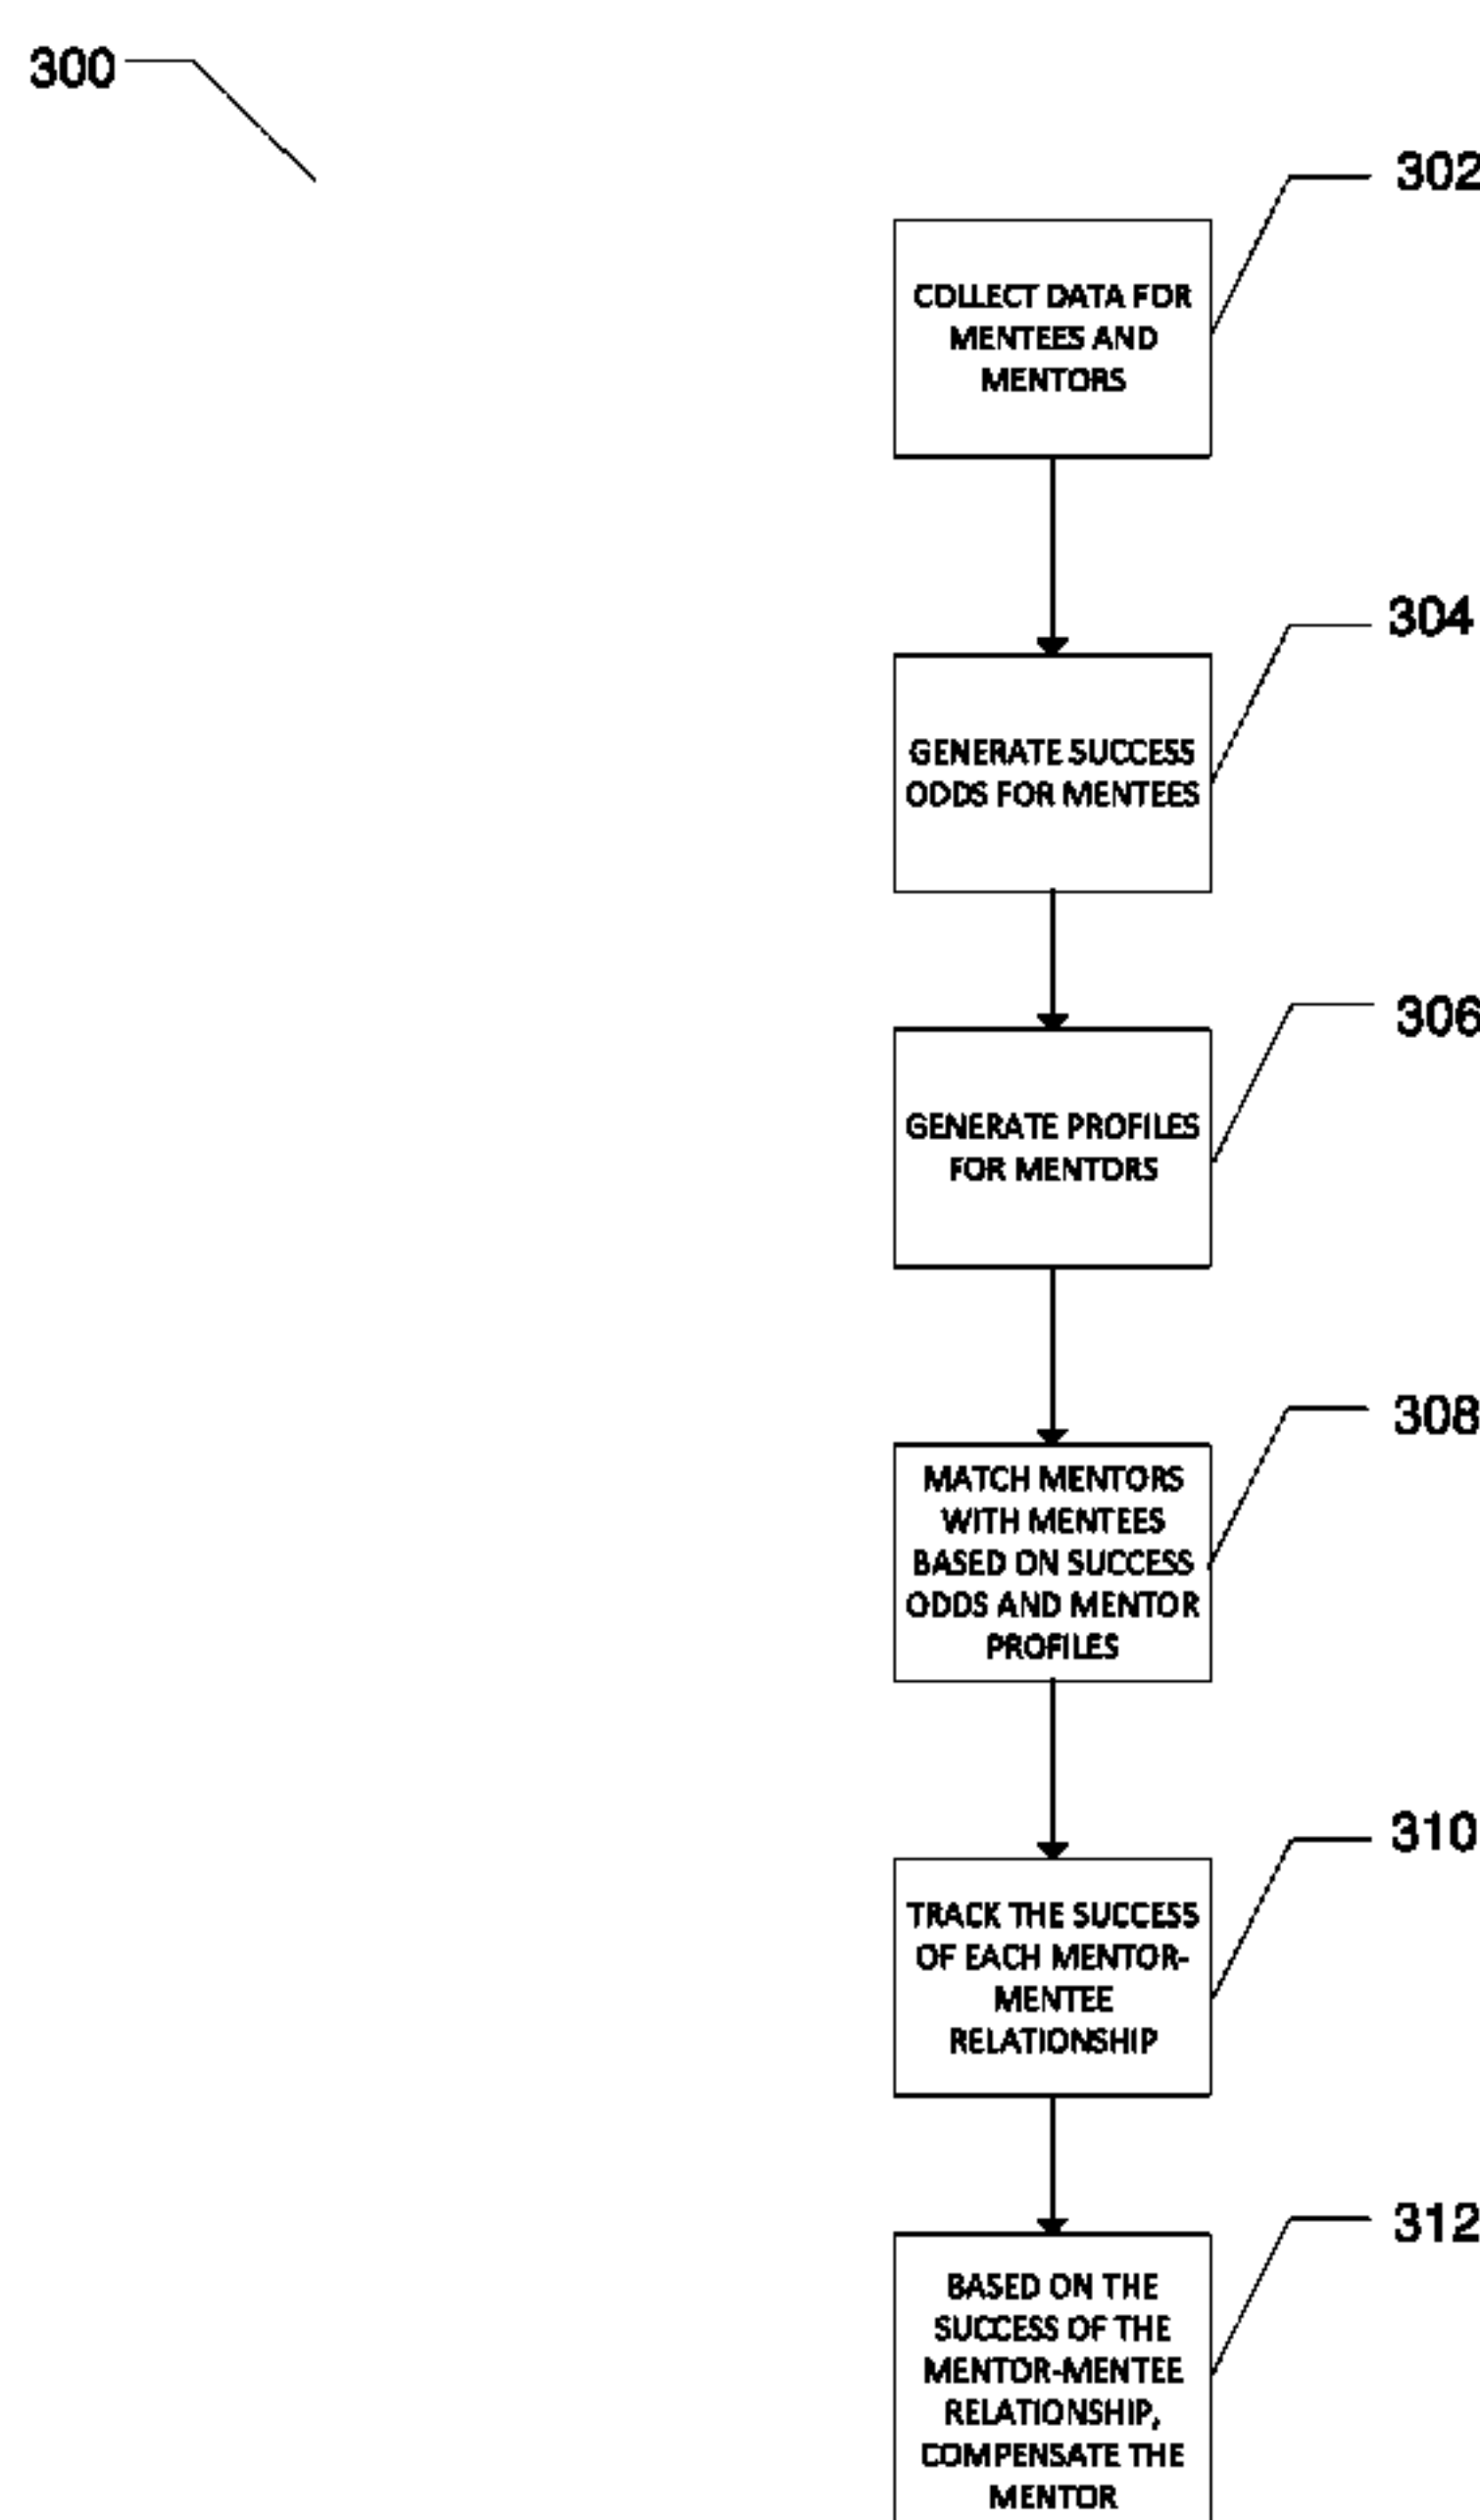 300
302
COLLECT DATA FOR
MENTEES AND
MENTORS
304
GENERATE SUCCESS
ODDS FOR MENTEES
306
GENERATE PROFILES
FOR MENTORS
308
MATCH MENTORS
WITH MENTEES
BASED ON SUCCESS
ODDS AND MENTOR
PROFILES
310
TRACK THE SUCCESS
OF EACH MENTOR-
MENTEE
RELATIONSHIP
312
BASED ON THE
SUCCESS OF THE
MENTOR-MENTEE
RELATIONSHIP,
COMPENSATE THE
MENTOR